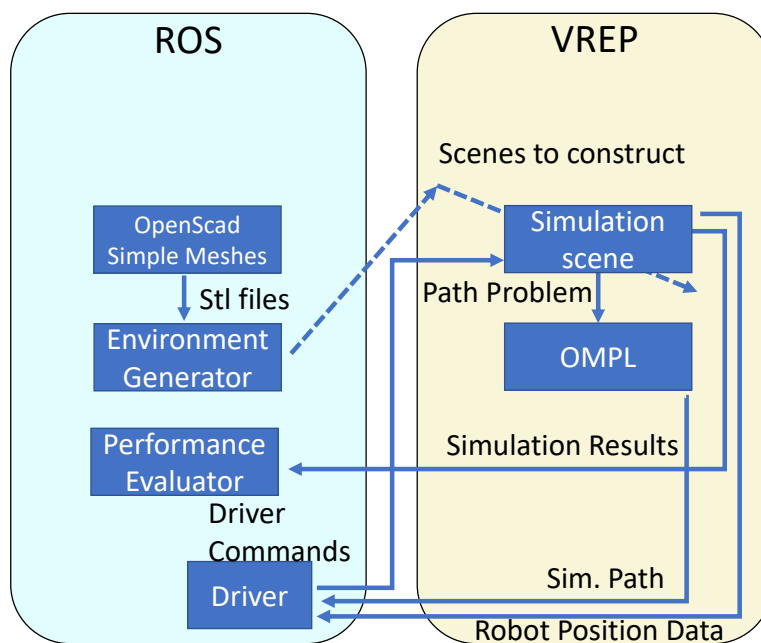 ROS
VREP
Scenes to construct
OpenScad
Simple Meshes
Simulation
scene
Stl files
Path Problem
Environment
Generator
OMPL
Performance
Evaluator
Simulation Results
Driver
Commands
Driver
Sim. Path
Robot Position Data